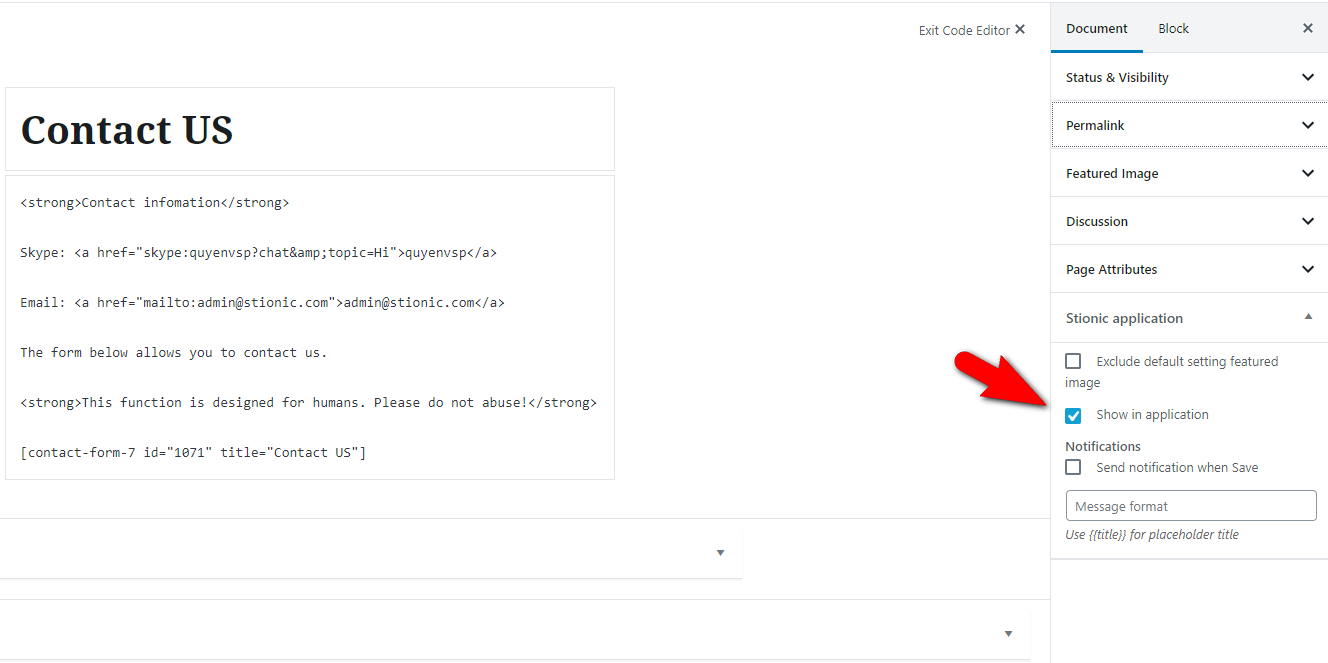 Exit Code Editor ✕
Contact US
<strong>Contact infomation</strong>
Skype: <a href="skype:quyenvsp?chat&amp;topic=Hi">quyenvsp</a>
Email: <a href="mailto:admin@stionic.com">admin@stionic.com</a>
The form below allows you to contact us.
<strong>This function is designed for humans. Please do not abuse!</strong>
[contact-form-7 id="1071" title="Contact US"]
Document Block
Status & Visibility
Permalink
Featured Image
Discussion
Page Attributes
Stionic application
Exclude default setting featured
image
Show in application
Notifications
Send notification when Save
Message format
Use {{title}} for placeholder title